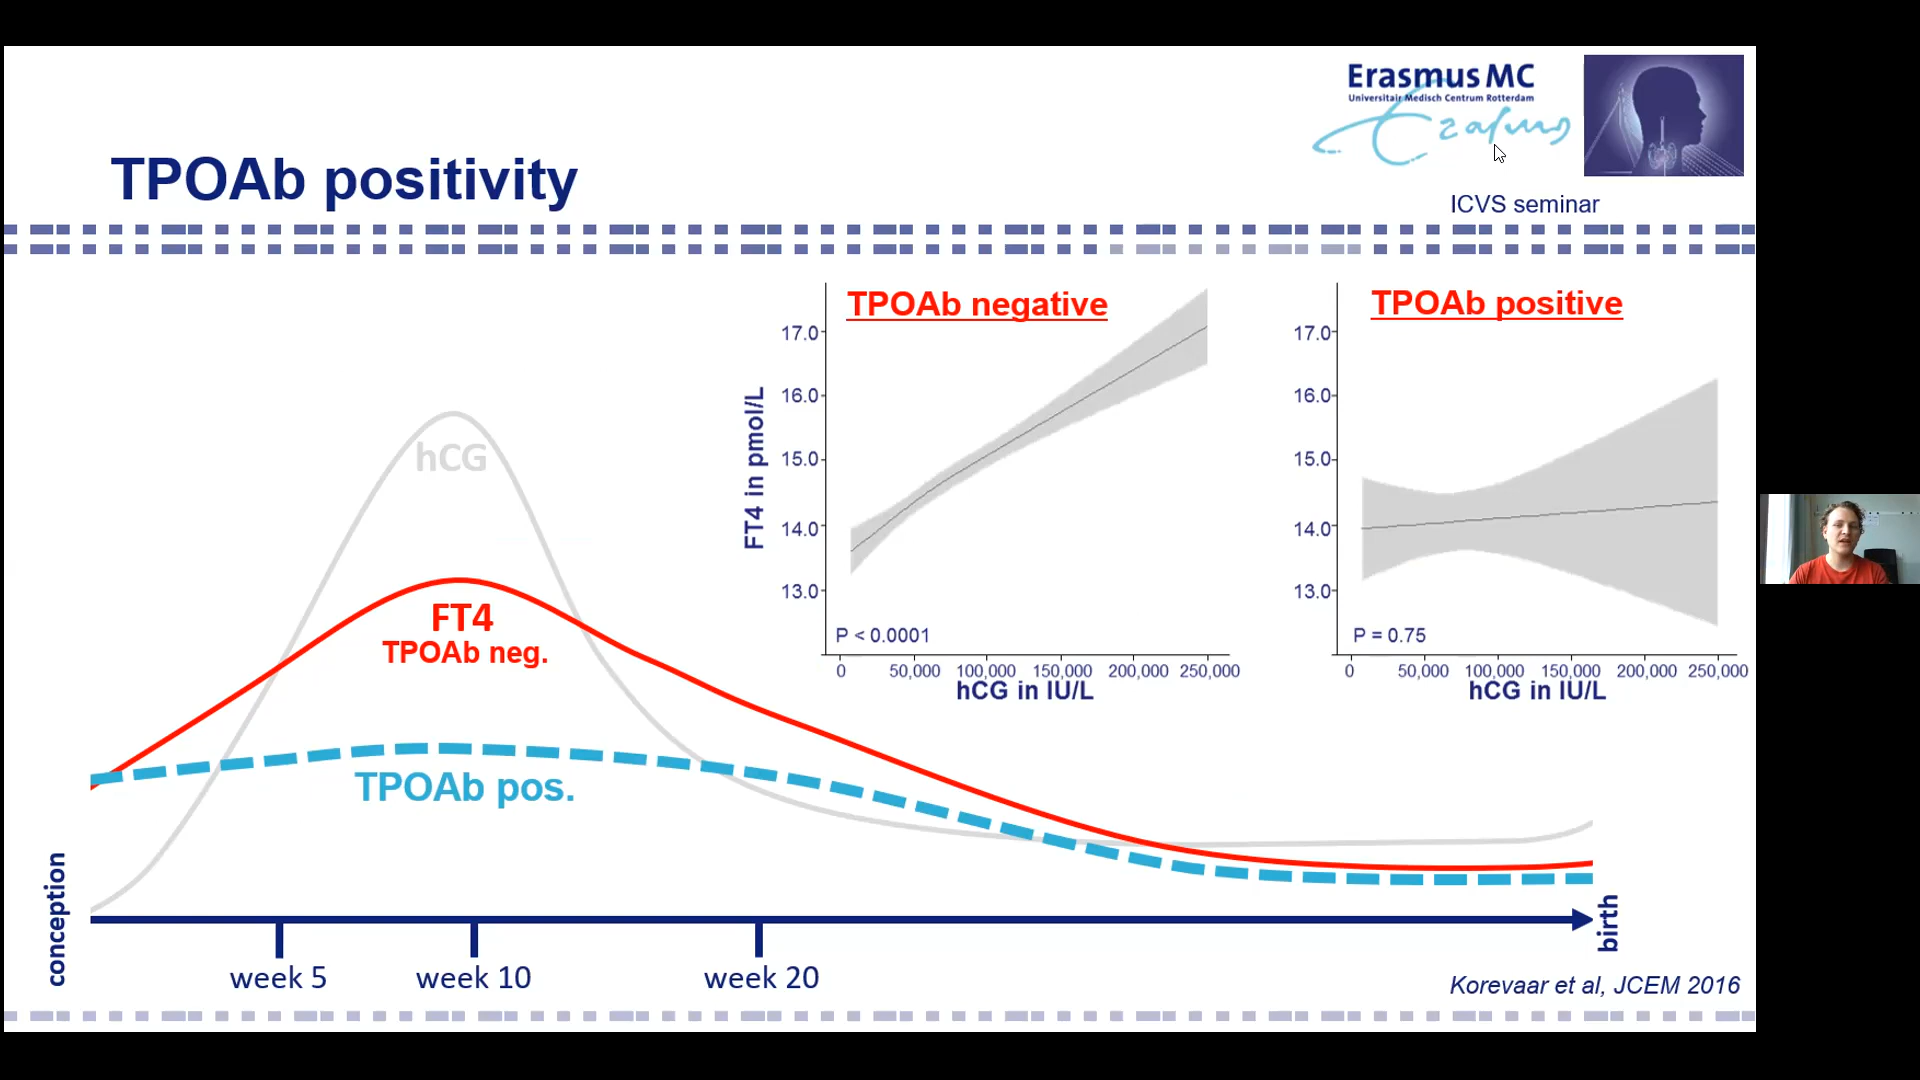 Erasmus MC
Universitair Medisch Centrum Rotterdam
Erasmus
TPOAb positivity
ICVS seminar
hCG
FT4
TPOAb neg.
TPOAb pos.
conception
week 5
week 10
week 20
birth
TPOAb negative
FT4 in pmol/L
17.0
16.0
15.0
14.0
13.0
P < 0.0001
0 50,000 100,000 150,000 200,000 250,000
hCG in IU/L
TPOAb positive
17.0
16.0
15.0
14.0
13.0
P = 0.75
0 50,000 100,000 150,000 200,000 250,000
hCG in IU/L
Korevaar et al, JCEM 2016